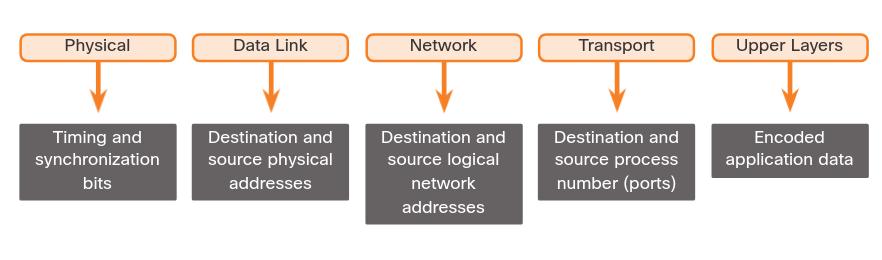 Physical
Data Link
Network
Transport
Upper Layers
Timing and
synchronization
bits
Destination and
source physical
addresses
Destination and
source logical
network
addresses
Destination and
source process
number (ports)
Encoded
application data